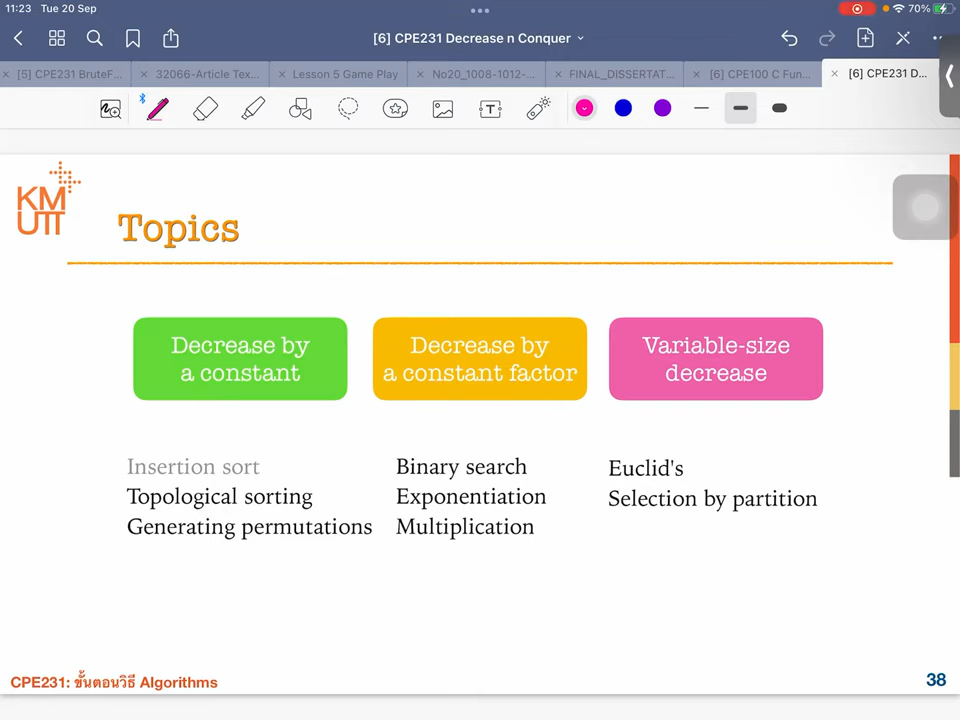 11:23 Tue 20 Sep 70%
[6] CPE231 Decrease n Conquer
[5] CPE231 BruteF... 32066-Article Tex... Lesson 5 Game Play No20_1008-1012-... FINAL_DISSERTAT... [6] CPE100 C Fun... [6] CPE231 D...
KM
UTT
Topics
Decrease by
a constant
Decrease by
a constant factor
Variable-size
decrease
Insertion sort
Topological sorting
Generating permutations
Binary search
Exponentiation
Multiplication
Euclid's
Selection by partition
CPE231: ขั้นตอนวิธี Algorithms
38